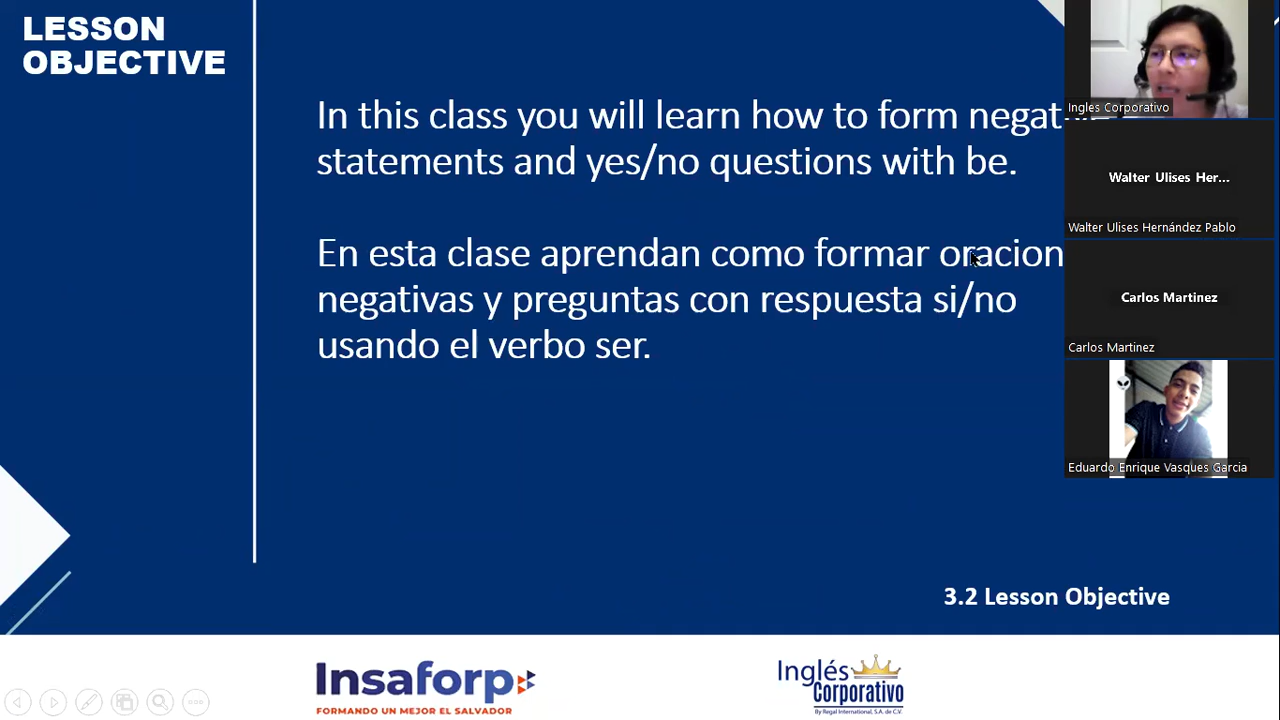 LESSON
OBJECTIVE
In this class you will learn how to form negat
statements and yes/no questions with be.
En esta clase aprendan como formar oracion
negativas y preguntas con respuesta si/no
usando el verbo ser.
3.2 Lesson Objective
Insaforp
FORMANDO UN MEJOR EL SALVADOR
Inglés
Corporativo
By Regal International, S.A. de C.V.
Ingles Corporativo
Walter Ulises Her...
Walter Ulises Hernández Pablo
Carlos Martinez
Carlos Martinez
Eduardo Enrique Vasques Garcia